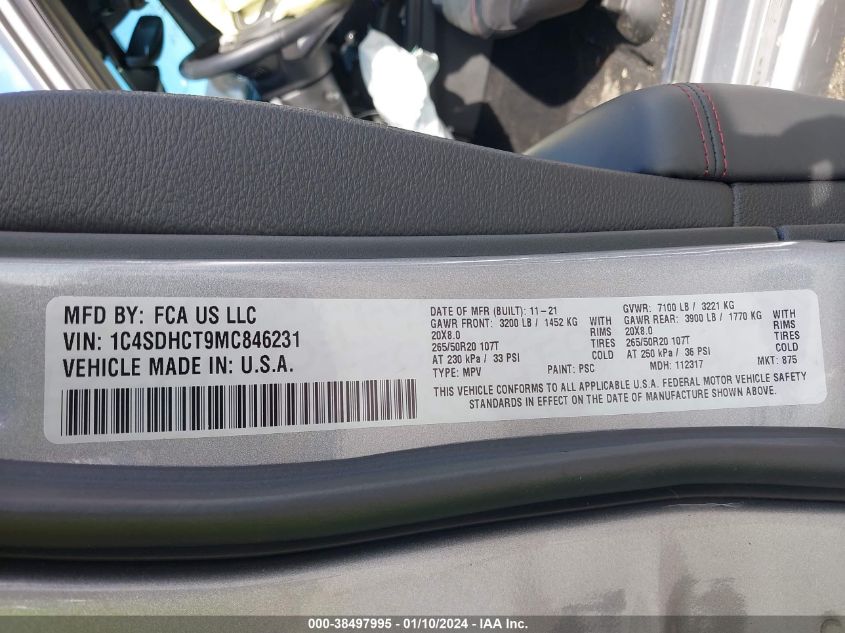 MFD BY: FCA US LLC
VIN: 1C4SDHCT9MC846231
VEHICLE MADE IN: U.S.A.
DATE OF MFR (BUILT): 11-21 GVWR: 7100 LB / 3221 KG
GAWR FRONT: 3200 LB / 1452 KG WITH GAWR REAR: 3900 LB / 1770 KG WITH
20X8.0 RIMS 20X8.0 RIMS
265/50R20 107T TIRES 265/50R20 107T TIRES
AT 230 kPa / 33 PSI COLD AT 250 kPa / 36 PSI COLD
TYPE: MPV PAINT: PSC MDH: 112317 MKT: 875
THIS VEHICLE CONFORMS TO ALL APPLICABLE U.S.A. FEDERAL MOTOR VEHICLE SAFETY
STANDARDS IN EFFECT ON THE DATE OF MANUFACTURE SHOWN ABOVE.
000-38497995 - 01/10/2024 - IAA Inc.